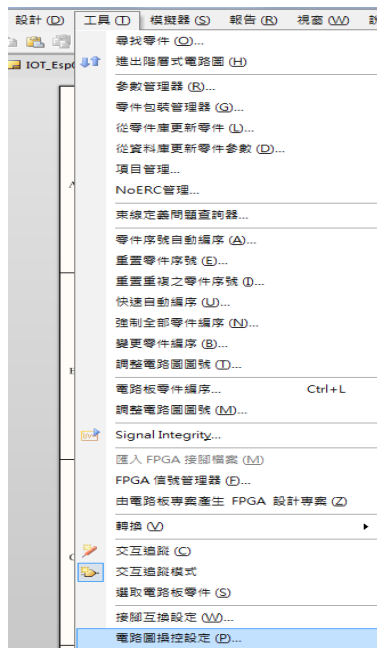 設計 (D) 工具 (T) 模擬器 (S) 報告 (R) 視窗 (W)
IOT_Esp
尋找零件 (O)...
進出階層式電路圖 (H)
參數管理器 (R)...
零件包裝管理器 (G)...
從零件庫更新零件 (L)...
從資料庫更新零件參數 (D)...
項目管理...
NoERC管理...
束線定義問題查詢器...
零件序號自動編序 (A)...
重置零件序號 (E)...
重置重複之零件序號 (I)...
快速自動編序 (U)...
強制全部零件編序 (N)...
變更零件編序 (B)...
調整電路圖圖號 (T)...
電路板零件編序... Ctrl+L
調整電路圖圖號 (M)...
Signal Integrity...
匯入 FPGA 接腳檔案 (M)
FPGA 信號管理器 (F)...
由電路板專案產生 FPGA 設計專案 (Z)
轉換 (V)
交互追蹤 (C)
交互追蹤模式
選取電路板零件 (S)
接腳互換設定 (W)...
電路圖操控設定 (P)...